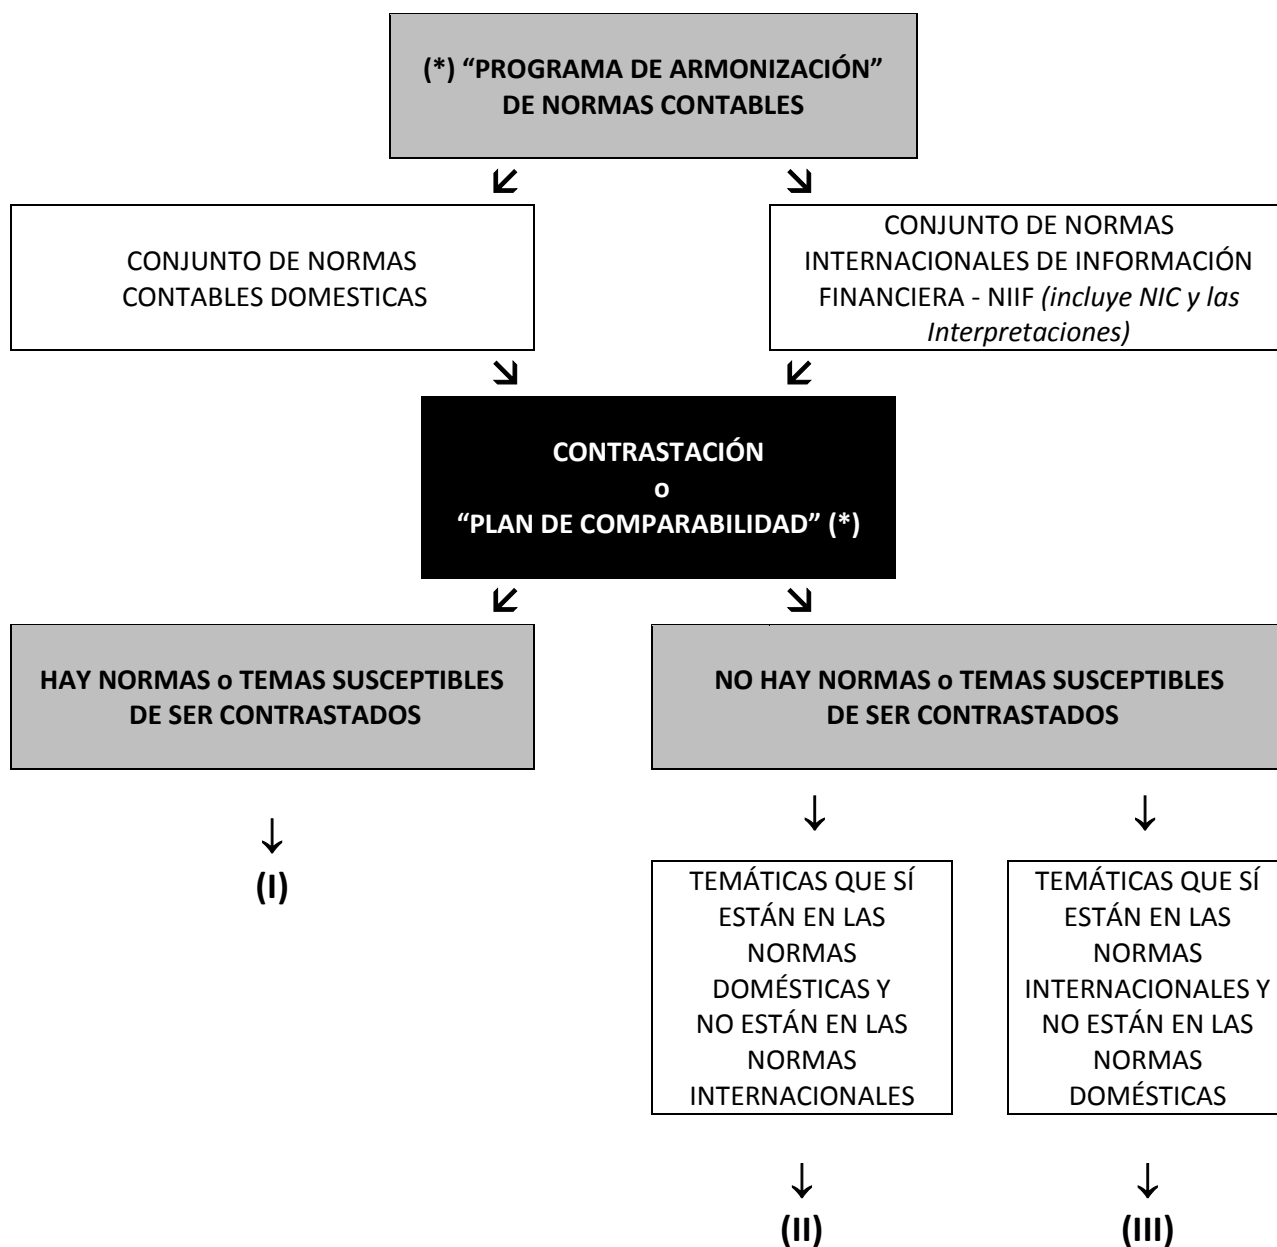 (*) “PROGRAMA DE ARMONIZACIÓN”
DE NORMAS CONTABLES
CONJUNTO DE NORMAS
CONTABLES DOMESTICAS
CONJUNTO DE NORMAS
INTERNACIONALES DE INFORMACIÓN
FINANCIERA - NIIF (incluye NIC y las
Interpretaciones)
CONTRASTACIÓN
o
“PLAN DE COMPARABILIDAD” (*)
HAY NORMAS o TEMAS SUSCEPTIBLES
DE SER CONTRASTADOS
NO HAY NORMAS o TEMAS SUSCEPTIBLES
DE SER CONTRASTADOS
(I)
TEMÁTICAS QUE SÍ
ESTÁN EN LAS
NORMAS
DOMÉSTICAS Y
NO ESTÁN EN LAS
NORMAS
INTERNACIONALES
TEMÁTICAS QUE SÍ
ESTÁN EN LAS
NORMAS
INTERNACIONALES Y
NO ESTÁN EN LAS
NORMAS
DOMÉSTICAS
(II)
(III)